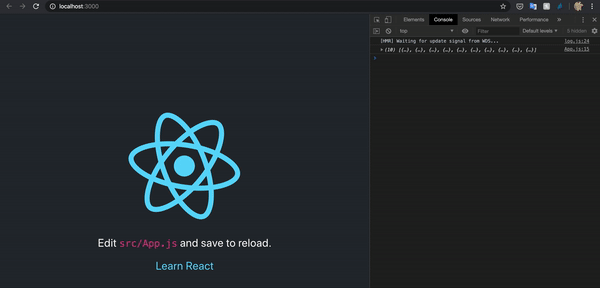 localhost:3000
Elements Console Sources Network Performance »
top Filter Default levels ▾ 5 hidden
[HMR] Waiting for update signal from WDS... log.js:24
▸ (10) [{…}, {…}, {…}, {…}, {…}, {…}, {…}, {…}, {…}, {…}] App.js:15
Edit src/App.js and save to reload.
Learn React